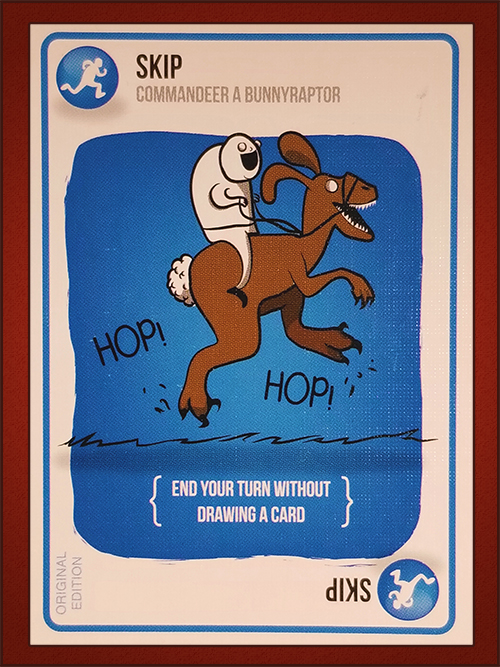 SKIP
COMMANDEER A BUNNYRAPTOR
HOP!
HOP!
END YOUR TURN WITHOUT
DRAWING A CARD
ORIGINAL
EDITION
SKIP